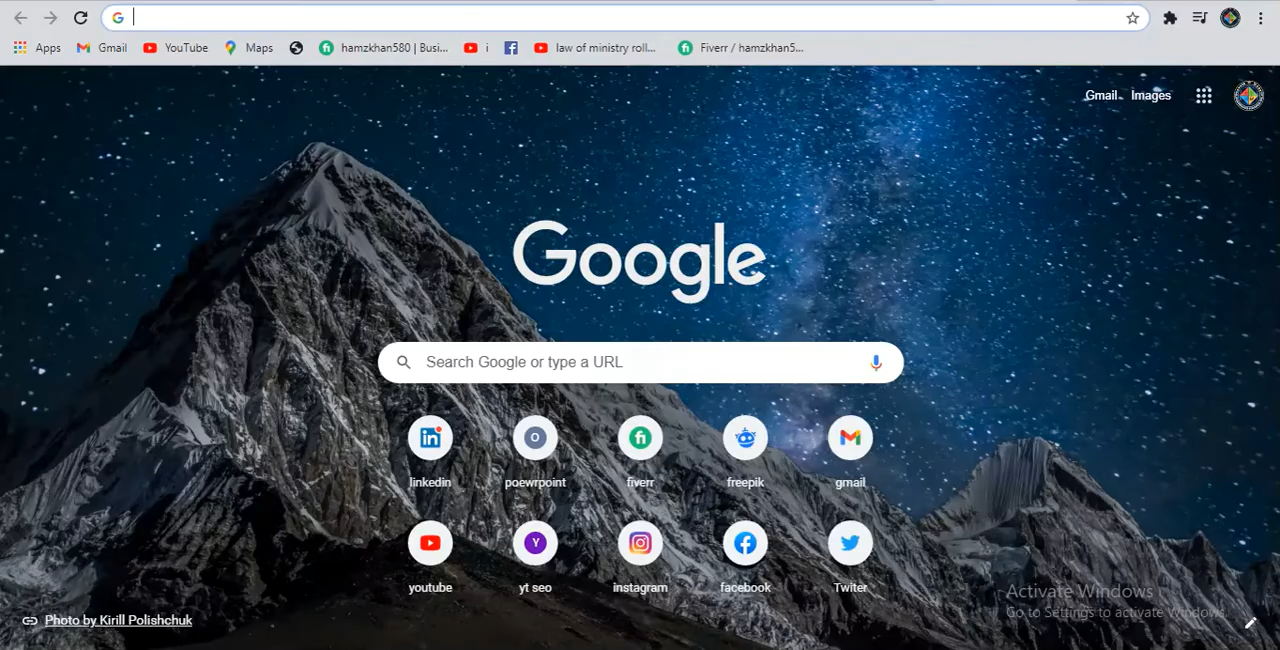 Apps Gmail YouTube Maps hamzkhan580 | Busi... i law of ministry roll... Fiverr / hamzkhan5...
Gmail Images
Google
Search Google or type a URL
linkedin poewrpoint fiverr freepik gmail
youtube yt seo instagram facebook Twiter
Activate Windows
Go to Settings to activate Windows.
Photo by Kirill Polishchuk